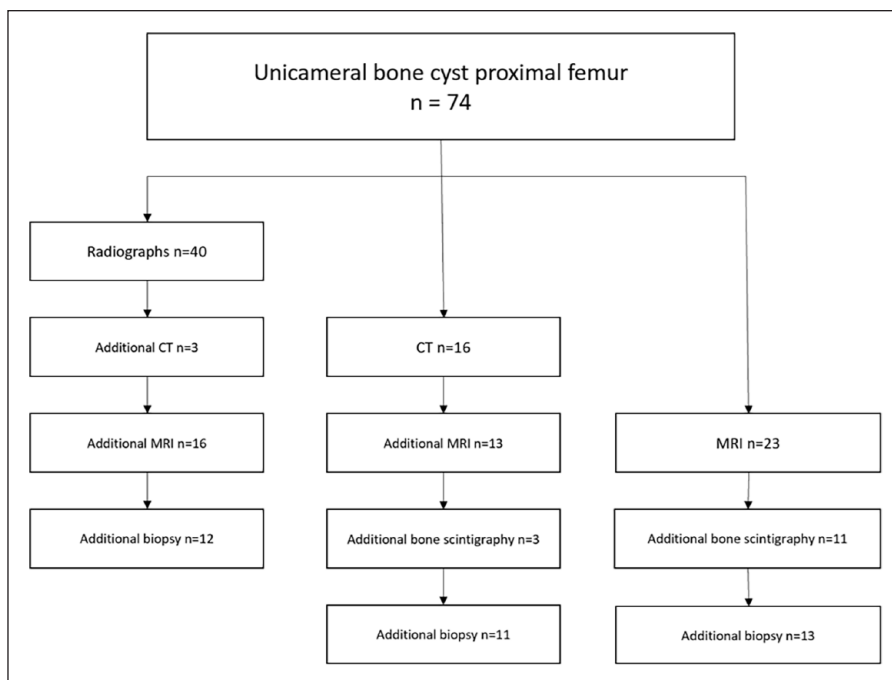 Unicameral bone cyst proximal femur
n = 74
Radiographs n=40
Additional CT n=3
CT n=16
Additional MRI n=16
Additional MRI n=13
MRI n=23
Additional biopsy n=12
Additional bone scintigraphy n=3
Additional bone scintigraphy n=11
Additional biopsy n=11
Additional biopsy n=13